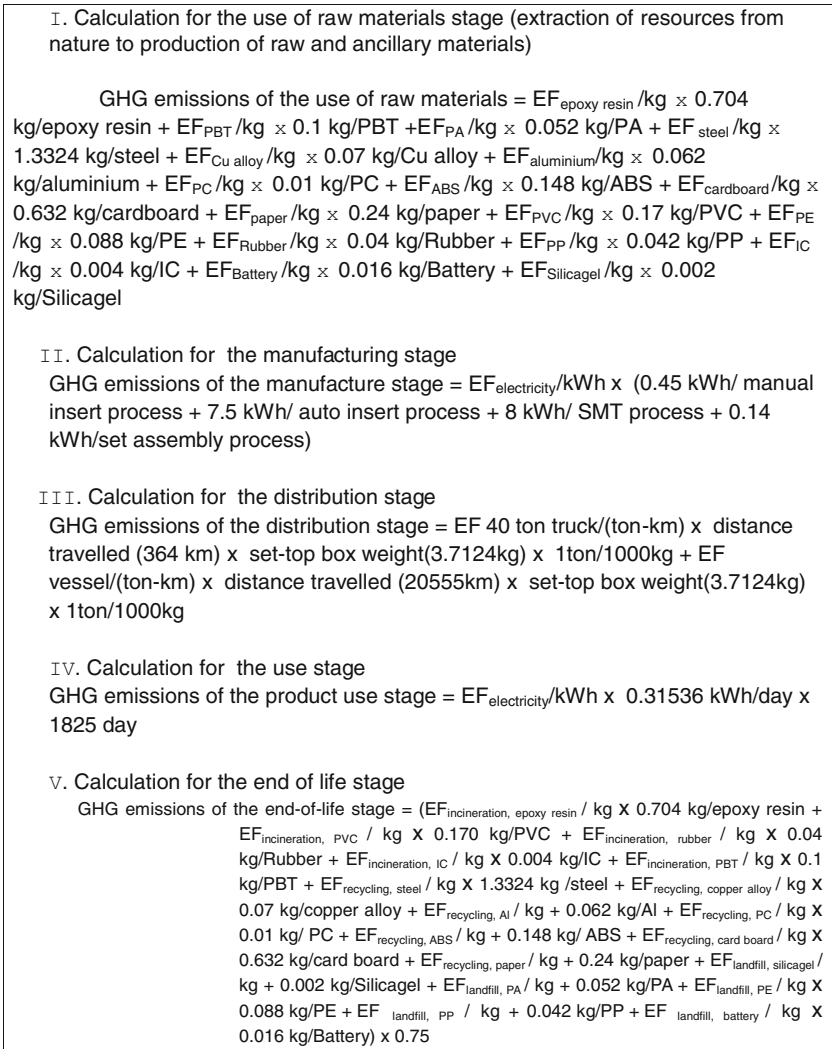 I. Calculation for the use of raw materials stage (extraction of resources from
nature to production of raw and ancillary materials)
GHG emissions of the use of raw materials = EFepoxy resin /kg x 0.704
kg/epoxy resin + EFPBT /kg x 0.1 kg/PBT +EFPA /kg x 0.052 kg/PA + EF steel /kg x
1.3324 kg/steel + EFCu alloy /kg x 0.07 kg/Cu alloy + EFaluminium/kg x 0.062
kg/aluminium + EFPC /kg x 0.01 kg/PC + EFABS /kg x 0.148 kg/ABS + EFcardboard /kg x
0.632 kg/cardboard + EFpaper /kg x 0.24 kg/paper + EFPVC /kg x 0.17 kg/PVC + EFPE
/kg x 0.088 kg/PE + EFRubber /kg x 0.04 kg/Rubber + EFPP /kg x 0.042 kg/PP + EFIC
/kg x 0.004 kg/IC + EFBattery /kg x 0.016 kg/Battery + EFSilicagel /kg x 0.002
kg/Silicagel
II. Calculation for the manufacturing stage
GHG emissions of the manufacture stage = EFelectricity/kWh x (0.45 kWh/ manual
insert process + 7.5 kWh/ auto insert process + 8 kWh/ SMT process + 0.14
kWh/set assembly process)
III. Calculation for the distribution stage
GHG emissions of the distribution stage = EF 40 ton truck/(ton-km) x distance
travelled (364 km) x set-top box weight(3.7124kg) x 1ton/1000kg + EF
vessel/(ton-km) x distance travelled (20555km) x set-top box weight(3.7124kg)
x 1ton/1000kg
IV. Calculation for the use stage
GHG emissions of the product use stage = EFelectricity/kWh x 0.31536 kWh/day x
1825 day
V. Calculation for the end of life stage
GHG emissions of the end-of-life stage = (EFincineration, epoxy resin / kg X 0.704 kg/epoxy resin +
EFincineration, PVC / kg X 0.170 kg/PVC + EFincineration, rubber / kg X 0.04
kg/Rubber + EFincineration, IC / kg X 0.004 kg/IC + EFincineration, PBT / kg X 0.1
kg/PBT + EFrecycling, steel / kg X 1.3324 kg /steel + EFrecycling, copper alloy / kg X
0.07 kg/copper alloy + EFrecycling, Al / kg + 0.062 kg/Al + EFrecycling, PC / kg X
0.01 kg/ PC + EFrecycling, ABS / kg + 0.148 kg/ ABS + EFrecycling, card board / kg X
0.632 kg/card board + EFrecycling, paper / kg + 0.24 kg/paper + EFlandfill, silicagel /
kg + 0.002 kg/Silicagel + EFlandfill, PA / kg + 0.052 kg/PA + EFlandfill, PE / kg X
0.088 kg/PE + EF landfill, PP / kg + 0.042 kg/PP + EF landfill, battery / kg X
0.016 kg/Battery) x 0.75